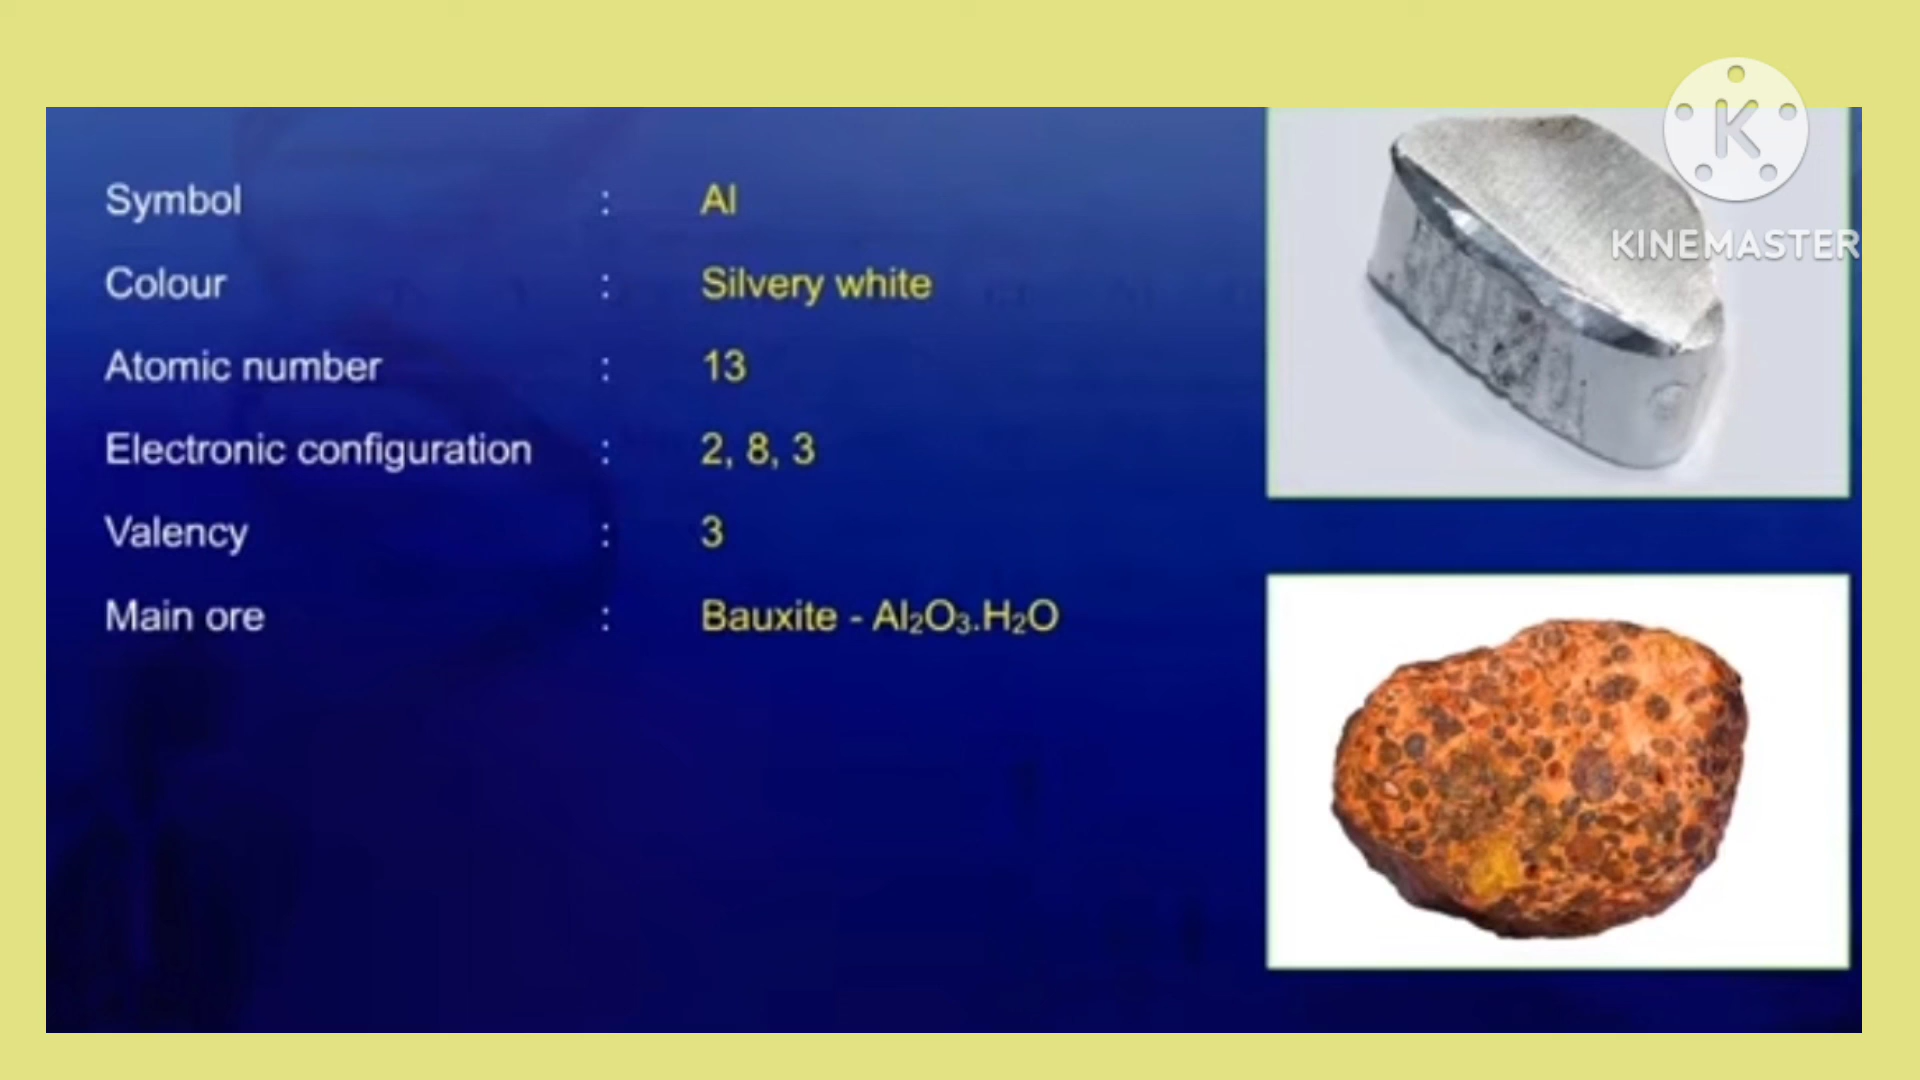 Symbol : Al
Colour : Silvery white
Atomic number : 13
Electronic configuration : 2, 8, 3
Valency : 3
Main ore : Bauxite - Al₂O₃.H₂O
K
KINEMASTER